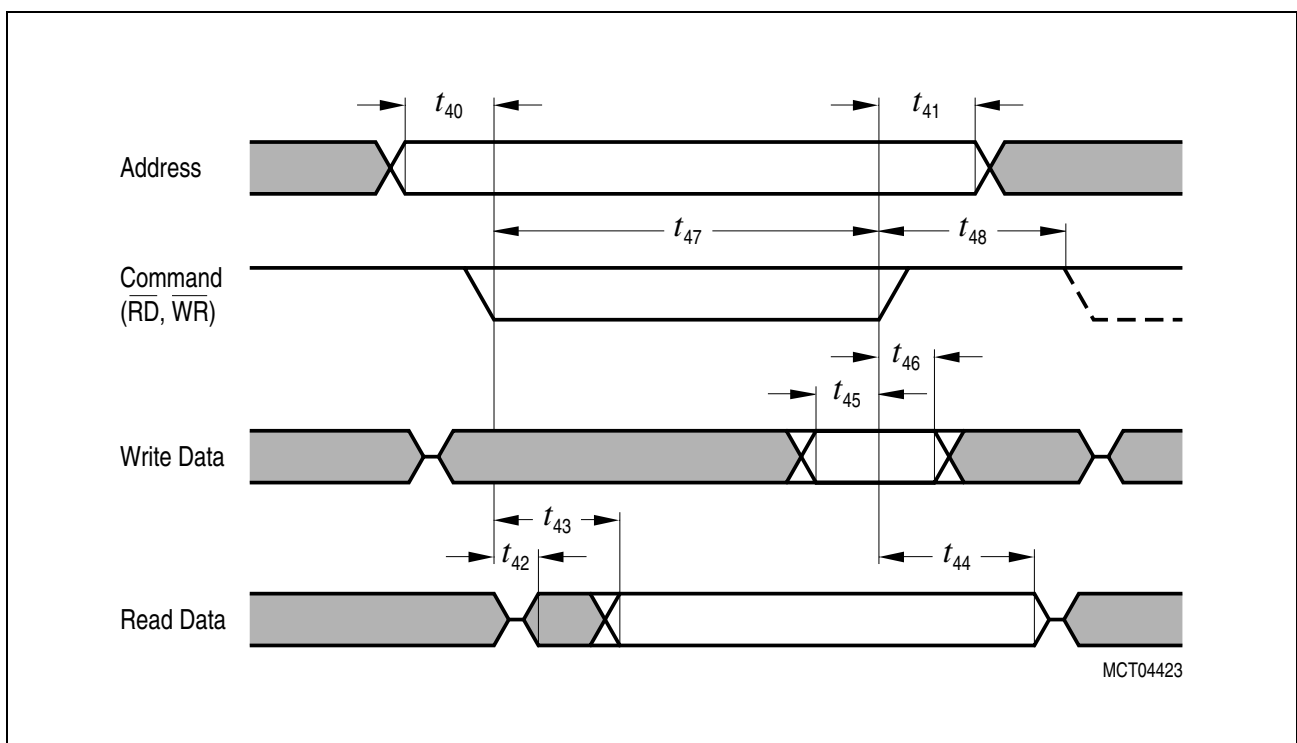 t40
t41
Address
t47
t48
Command
(RD, WR)
t46
t45
Write Data
t43
t42
t44
Read Data
MCT04423